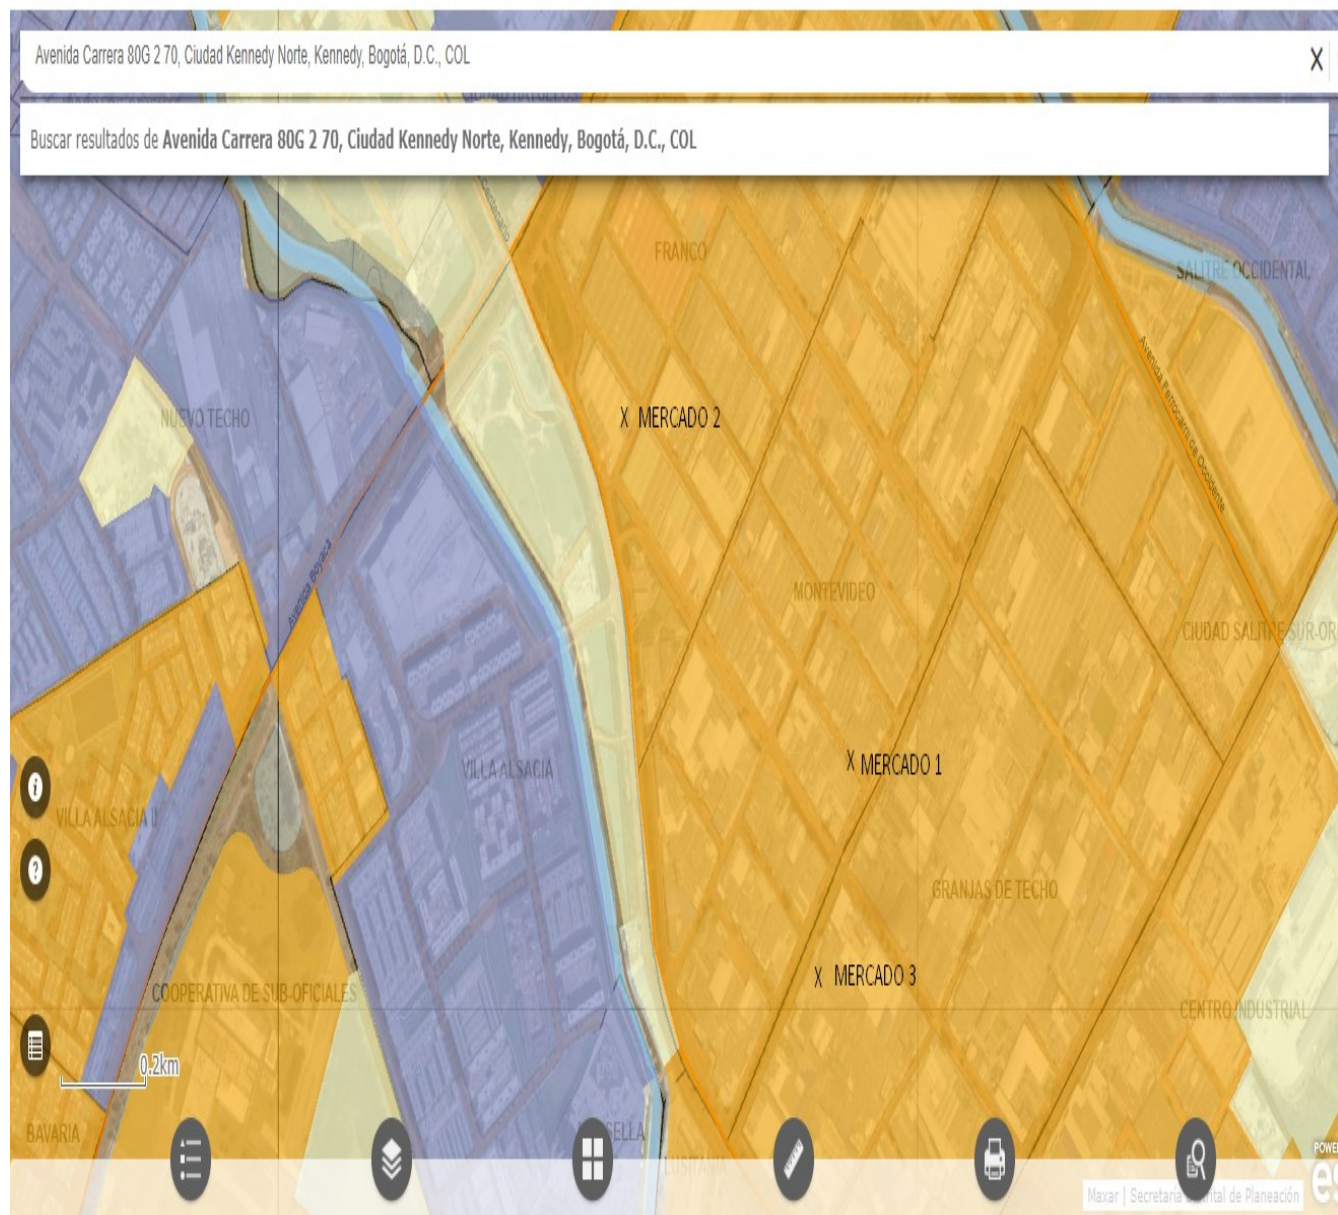 Avenida Carrera 80G 2 70, Ciudad Kennedy Norte, Kennedy, Bogotá, D.C., COL
X
Buscar resultados de Avenida Carrera 80G 2 70, Ciudad Kennedy Norte, Kennedy, Bogotá, D.C., COL
FRANCO
SALITRE OCCIDENTAL
Avenida Ferrocarril de Occidente
NUEVO TECHO
X MERCADO 2
Avenida Boyacá
MONTEVIDEO
CIUDAD SALITRE SUR-OR
VILLA ALSACIA
X MERCADO 1
VILLA ALSACIA II
GRANJAS DE TECHO
X MERCADO 3
COOPERATIVA DE SUB-OFICIALES
CENTRO INDUSTRIAL
0.2km
BAVARIA
POWE
es
Maxar | Secretaría Distrital de Planeación